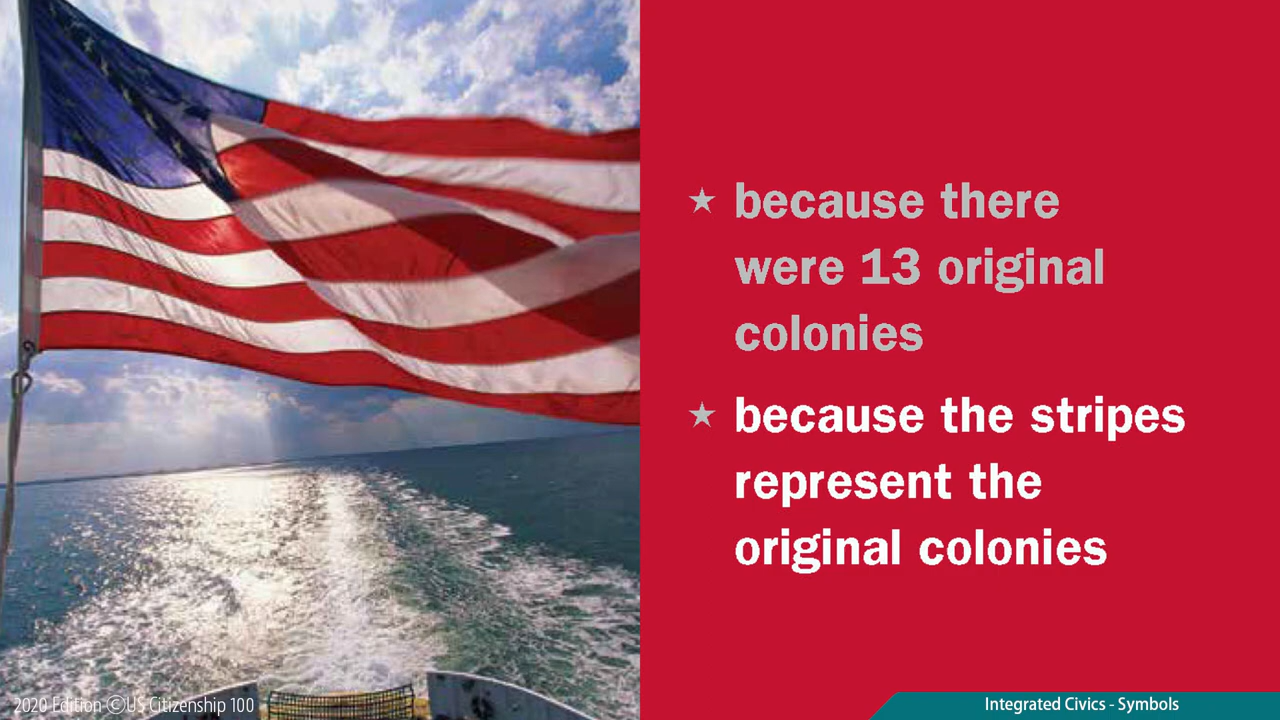 ★ because there
were 13 original
colonies
★ because the stripes
represent the
original colonies
2020 Edition ©US Citizenship 100
Integrated Civics - Symbols